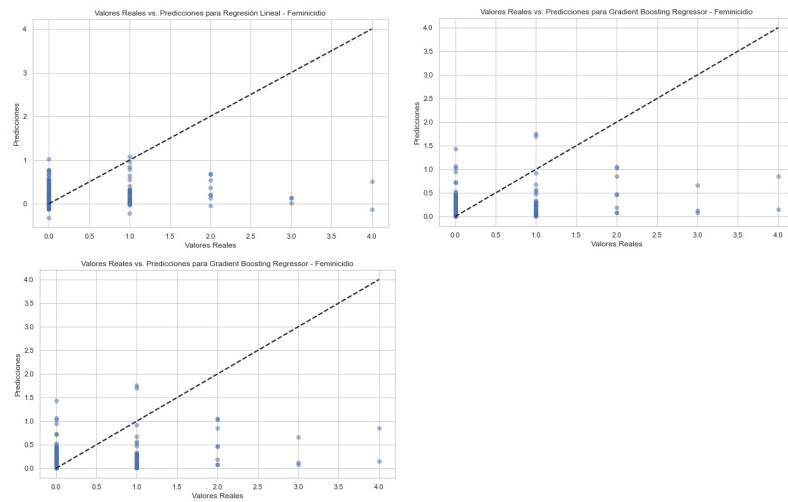 Valores Reales vs. Predicciones para Regresión Lineal - Feminicidio
4
3
2
1
0
Predicciones
0.0 0.5 1.0 1.5 2.0 2.5 3.0 3.5 4.0
Valores Reales
Valores Reales vs. Predicciones para Gradient Boosting Regressor - Feminicidio
4.0
3.5
3.0
2.5
2.0
1.5
1.0
0.5
0.0
Predicciones
0.0 0.5 1.0 1.5 2.0 2.5 3.0 3.5 4.0
Valores Reales
Valores Reales vs. Predicciones para Gradient Boosting Regressor - Feminicidio
4.0
3.5
3.0
2.5
2.0
1.5
1.0
0.5
0.0
Predicciones
0.0 0.5 1.0 1.5 2.0 2.5 3.0 3.5 4.0
Valores Reales